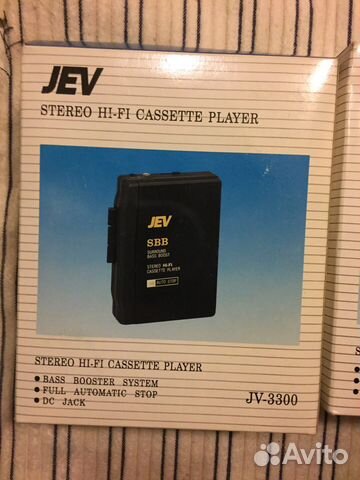 JEV
STEREO HI-FI CASSETTE PLAYER
JEV
SBB
SURROUND
BASS BOOST
STEREO Hi-Fi
CASSETTE PLAYER
AUTO STOP
STEREO HI-FI CASSETTE PLAYER
• BASS BOOSTER SYSTEM
• FULL AUTOMATIC STOP
• DC JACK
JV-3300
Avito